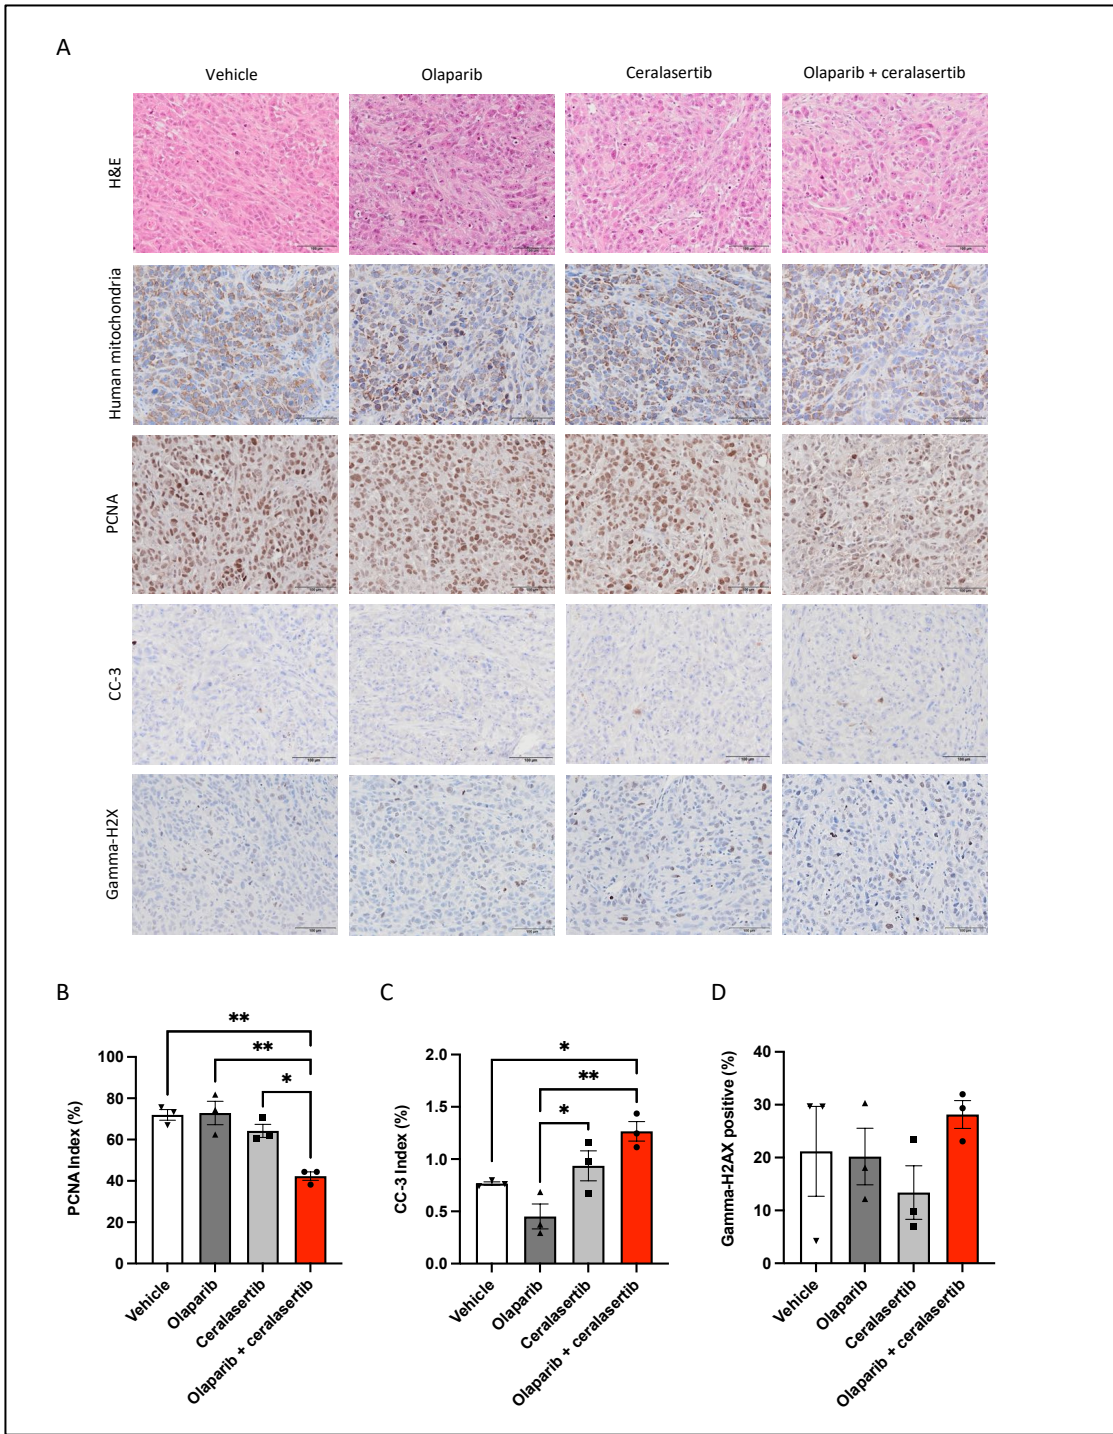 A
Vehicle Olaparib Ceralasertib Olaparib + ceralasertib
H&E
Human mitochondria
PCNA
CC-3
Gamma-H2X
100 µm
B
**
**
*
PCNA Index (%)
100
80
60
40
20
0
Vehicle
Olaparib
Ceralasertib
Olaparib + ceralasertib
C
*
**
*
CC-3 Index (%)
2.0
1.5
1.0
0.5
0.0
Vehicle
Olaparib
Ceralasertib
Olaparib + ceralasertib
D
Gamma-H2AX positive (%)
40
30
20
10
0
Vehicle
Olaparib
Ceralasertib
Olaparib + ceralasertib